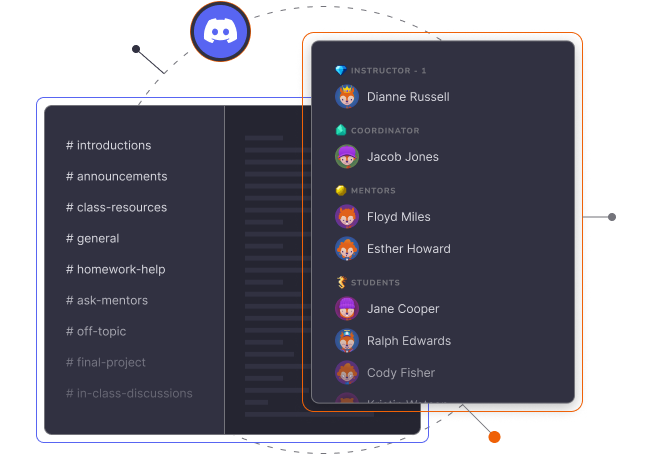 # introductions
# announcements
# class-resources
# general
# homework-help
# ask-mentors
# off-topic
# final-project
# in-class-discussions
INSTRUCTOR - 1
Dianne Russell
COORDINATOR
Jacob Jones
MENTORS
Floyd Miles
Esther Howard
STUDENTS
Jane Cooper
Ralph Edwards
Cody Fisher